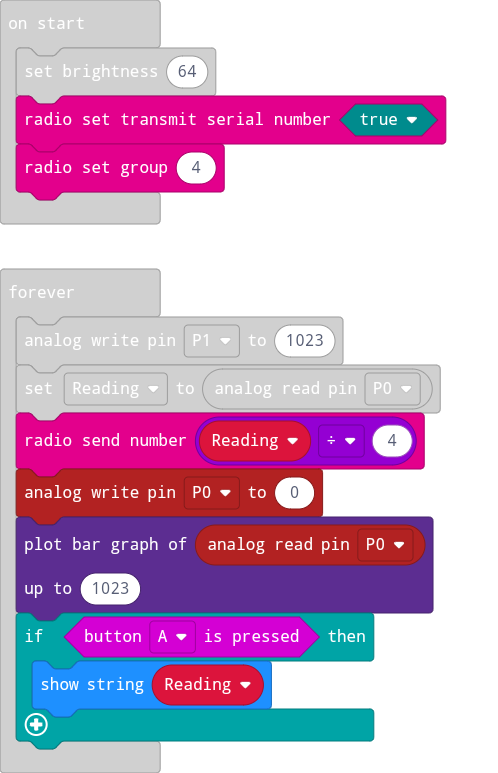 on start
set brightness 64
radio set transmit serial number true
radio set group 4
forever
analog write pin P1 to 1023
set Reading to analog read pin P0
radio send number Reading ÷ 4
analog write pin P0 to 0
plot bar graph of analog read pin P0
up to 1023
if button A is pressed then
show string Reading